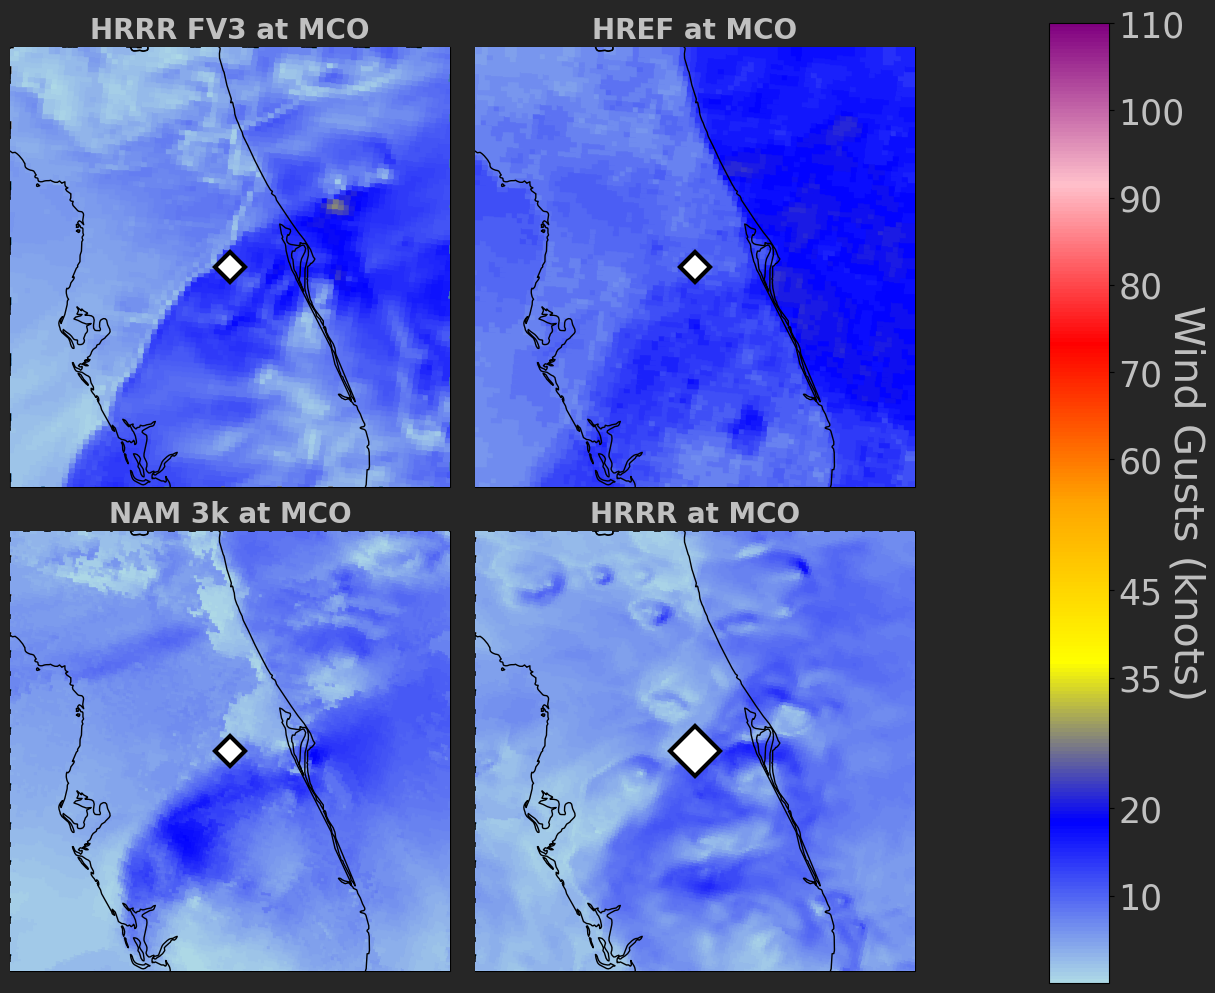 HRRR FV3 at MCO
HREF at MCO
NAM 3k at MCO
HRRR at MCO
110
100
90
80
70
60
45
35
20
10
Wind Gusts (knots)